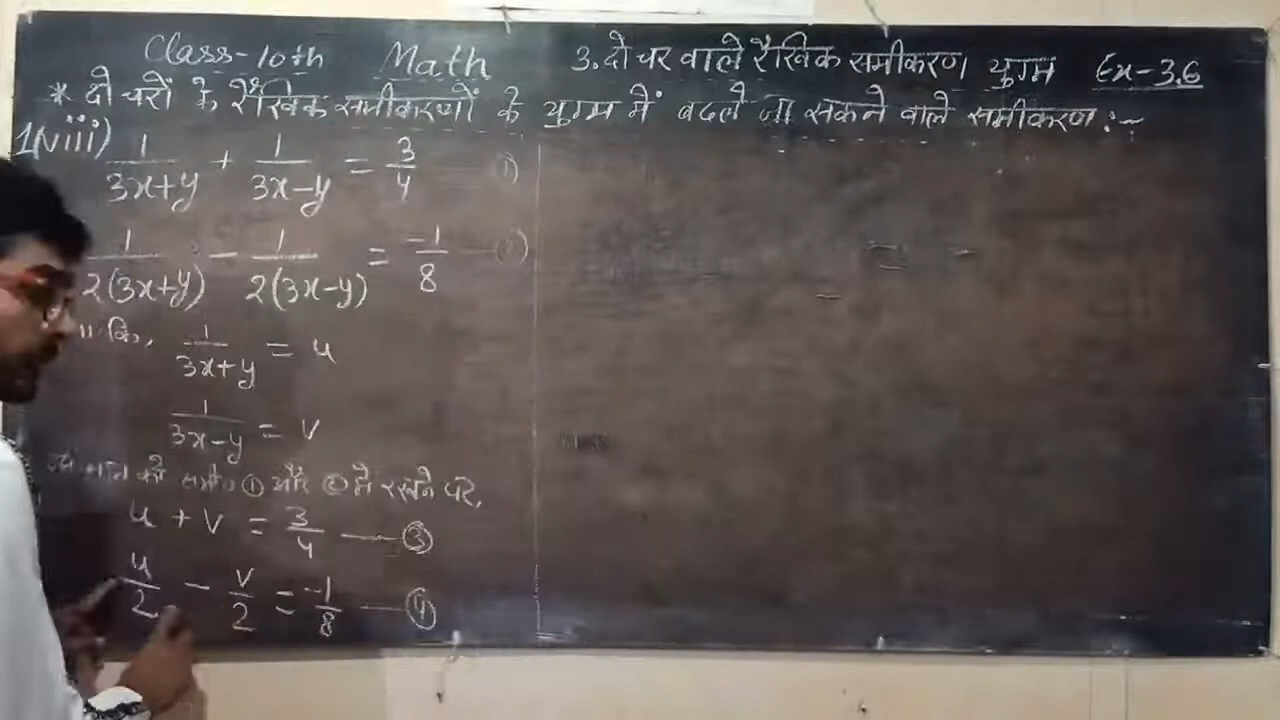 Class-10th Math 3. दो चर वाले रैखिक समीकरण युग्म Ex-3.6
* दो चरों के रैखिक समीकरणों के युग्म में बदले जा सकने वाले समीकरण :-
1(viii) 1/(3x+y) + 1/(3x-y) = 3/4 —(1)
1/(2(3x+y)) - 1/(2(3x-y)) = -1/8 —(2)
कि, 1/(3x+y) = u
1/(3x-y) = v
मान को समी० ① और ② में रखने पर,
u + v = 3/4 — ③
u/2 - v/2 = -1/8 — ④